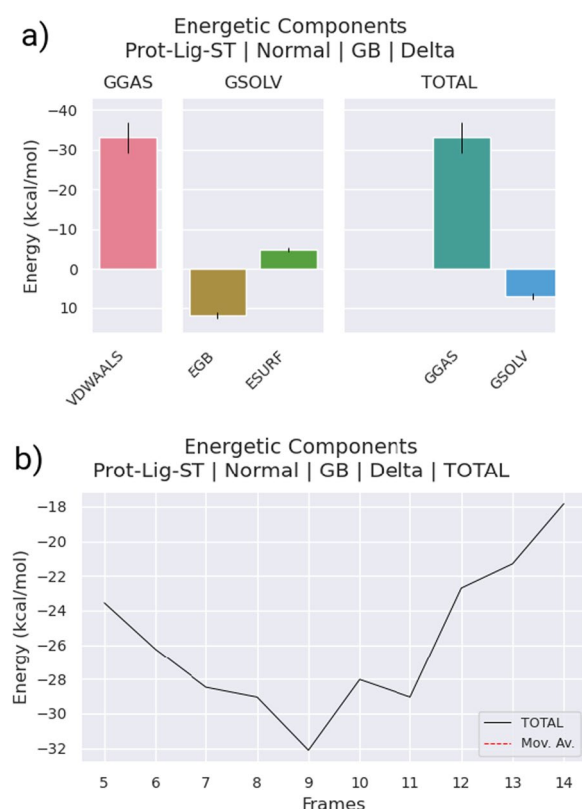 a)
Energetic Components
Prot-Lig-ST | Normal | GB | Delta
GGAS GSOLV TOTAL
Energy (kcal/mol)
−40
−30
−20
−10
0
10
VDWAALS EGB ESURF GGAS GSOLV
b)
Energetic Components
Prot-Lig-ST | Normal | GB | Delta | TOTAL
Energy (kcal/mol)
−18
−20
−22
−24
−26
−28
−30
−32
TOTAL
Mov. Av.
5 6 7 8 9 10 11 12 13 14
Frames